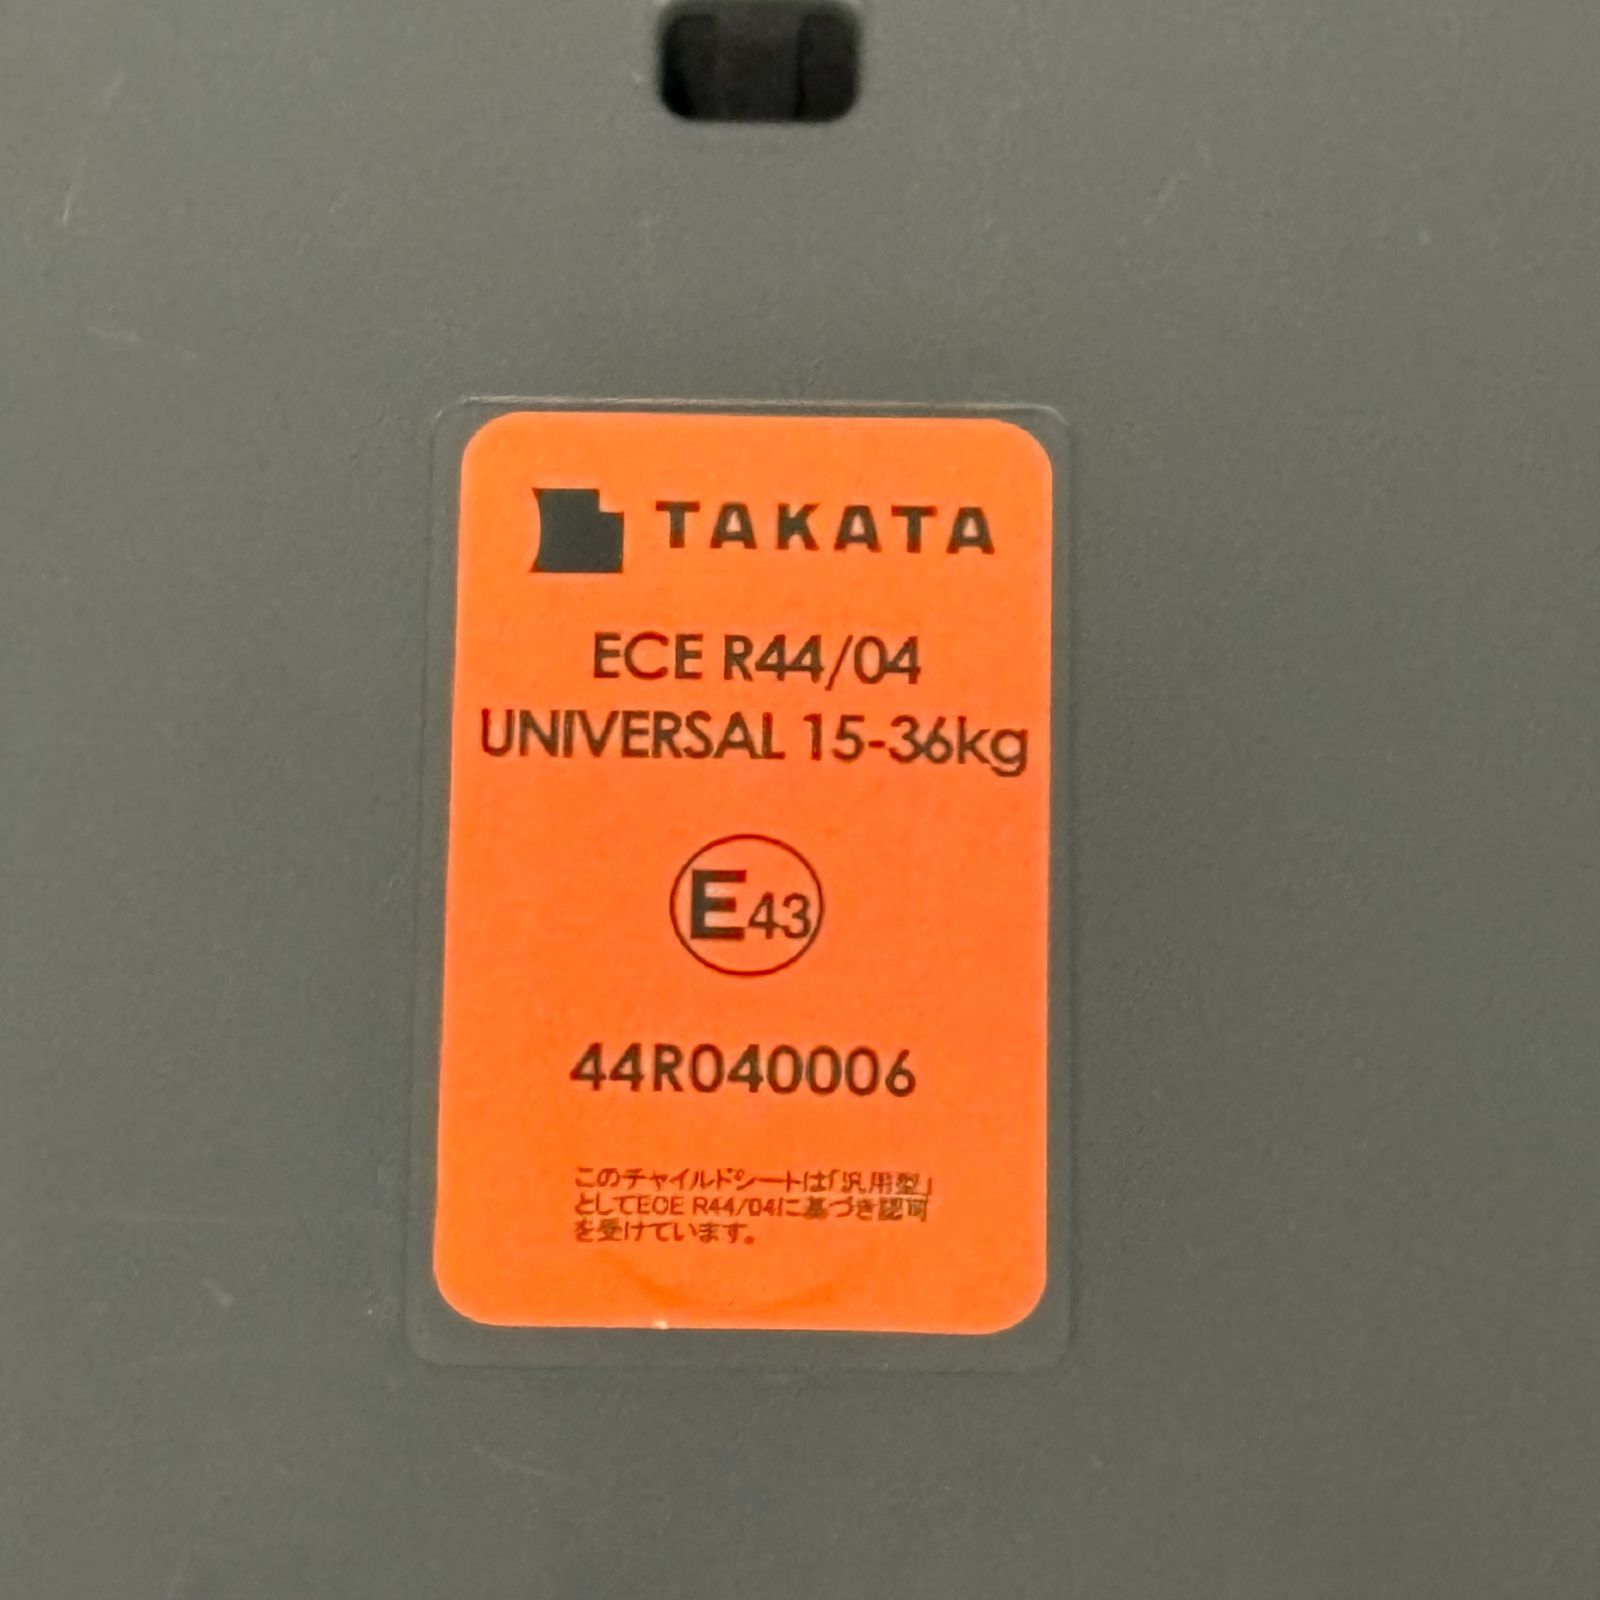 TAKATA
ECE R44/04
UNIVERSAL 15-36kg
E43
44R040006
このチャイルドシートは「汎用型」
としてECE R44/04に基づき認可
を受けています。